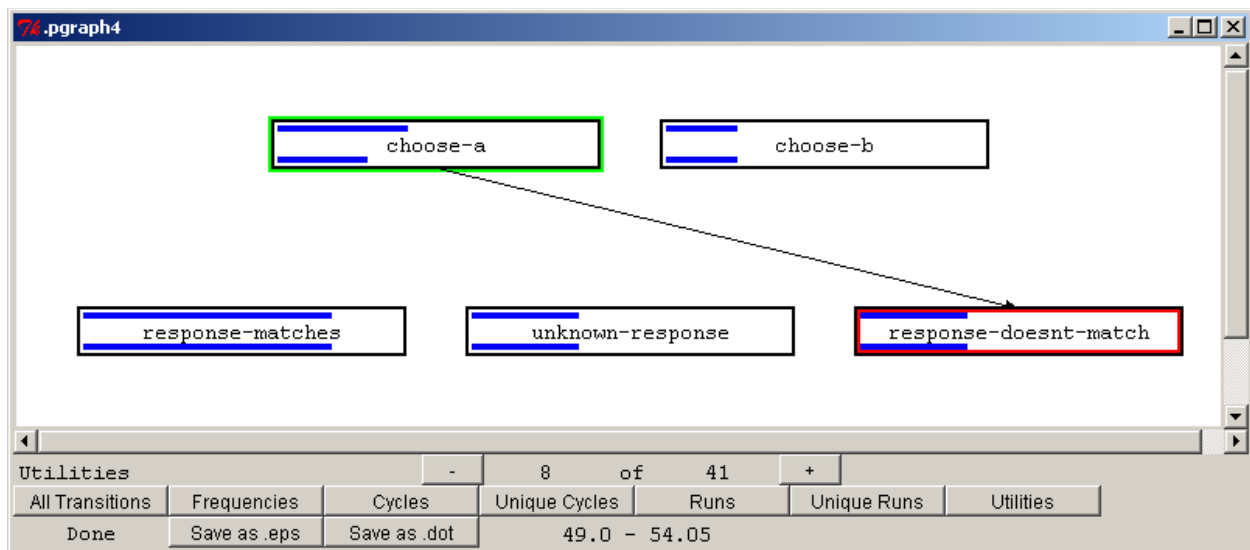 .pgraph4
choose-a choose-b
response-matches unknown-response response-doesnt-match
Utilities - 8 of 41 +
All Transitions Frequencies Cycles Unique Cycles Runs Unique Runs Utilities
Done Save as .eps Save as .dot 49.0 - 54.05